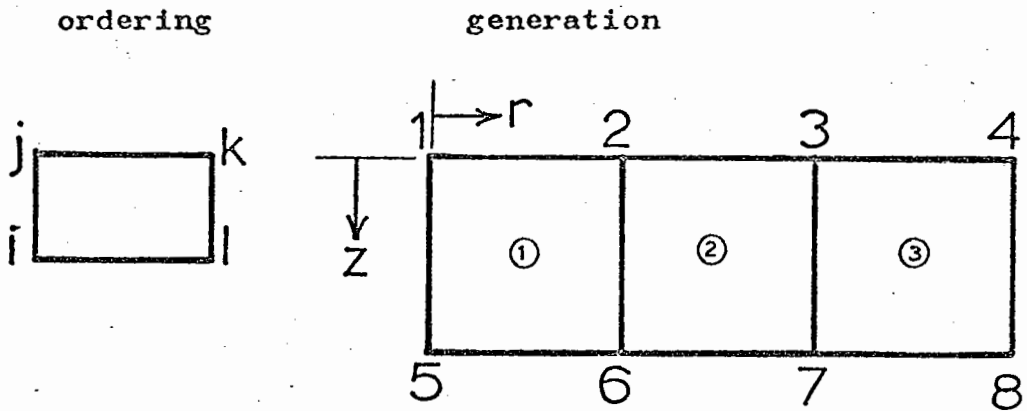 ordering generation
r
1 2 3 4
j k
z
i l
① ② ③
5 6 7 8